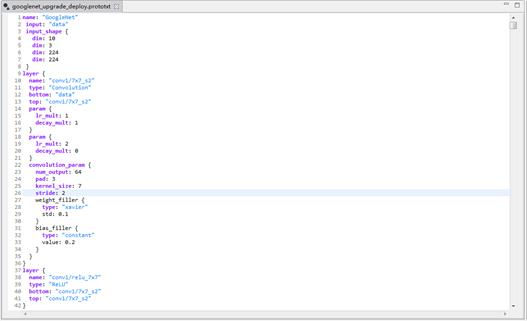 googlenet_upgrade_deploy.prototxt
1 name: "GoogleNet"
2 input: "data"
3 input_shape {
4 dim: 10
5 dim: 3
6 dim: 224
7 dim: 224
8 }
9 layer {
10 name: "conv1/7x7_s2"
11 type: "Convolution"
12 bottom: "data"
13 top: "conv1/7x7_s2"
14 param {
15 lr_mult: 1
16 decay_mult: 1
17 }
18 param {
19 lr_mult: 2
20 decay_mult: 0
21 }
22 convolution_param {
23 num_output: 64
24 pad: 3
25 kernel_size: 7
26 stride: 2
27 weight_filler {
28 type: "xavier"
29 std: 0.1
30 }
31 bias_filler {
32 type: "constant"
33 value: 0.2
34 }
35 }
36 }
37 layer {
38 name: "conv1/relu_7x7"
39 type: "ReLU"
40 bottom: "conv1/7x7_s2"
41 top: "conv1/7x7_s2"
42 }